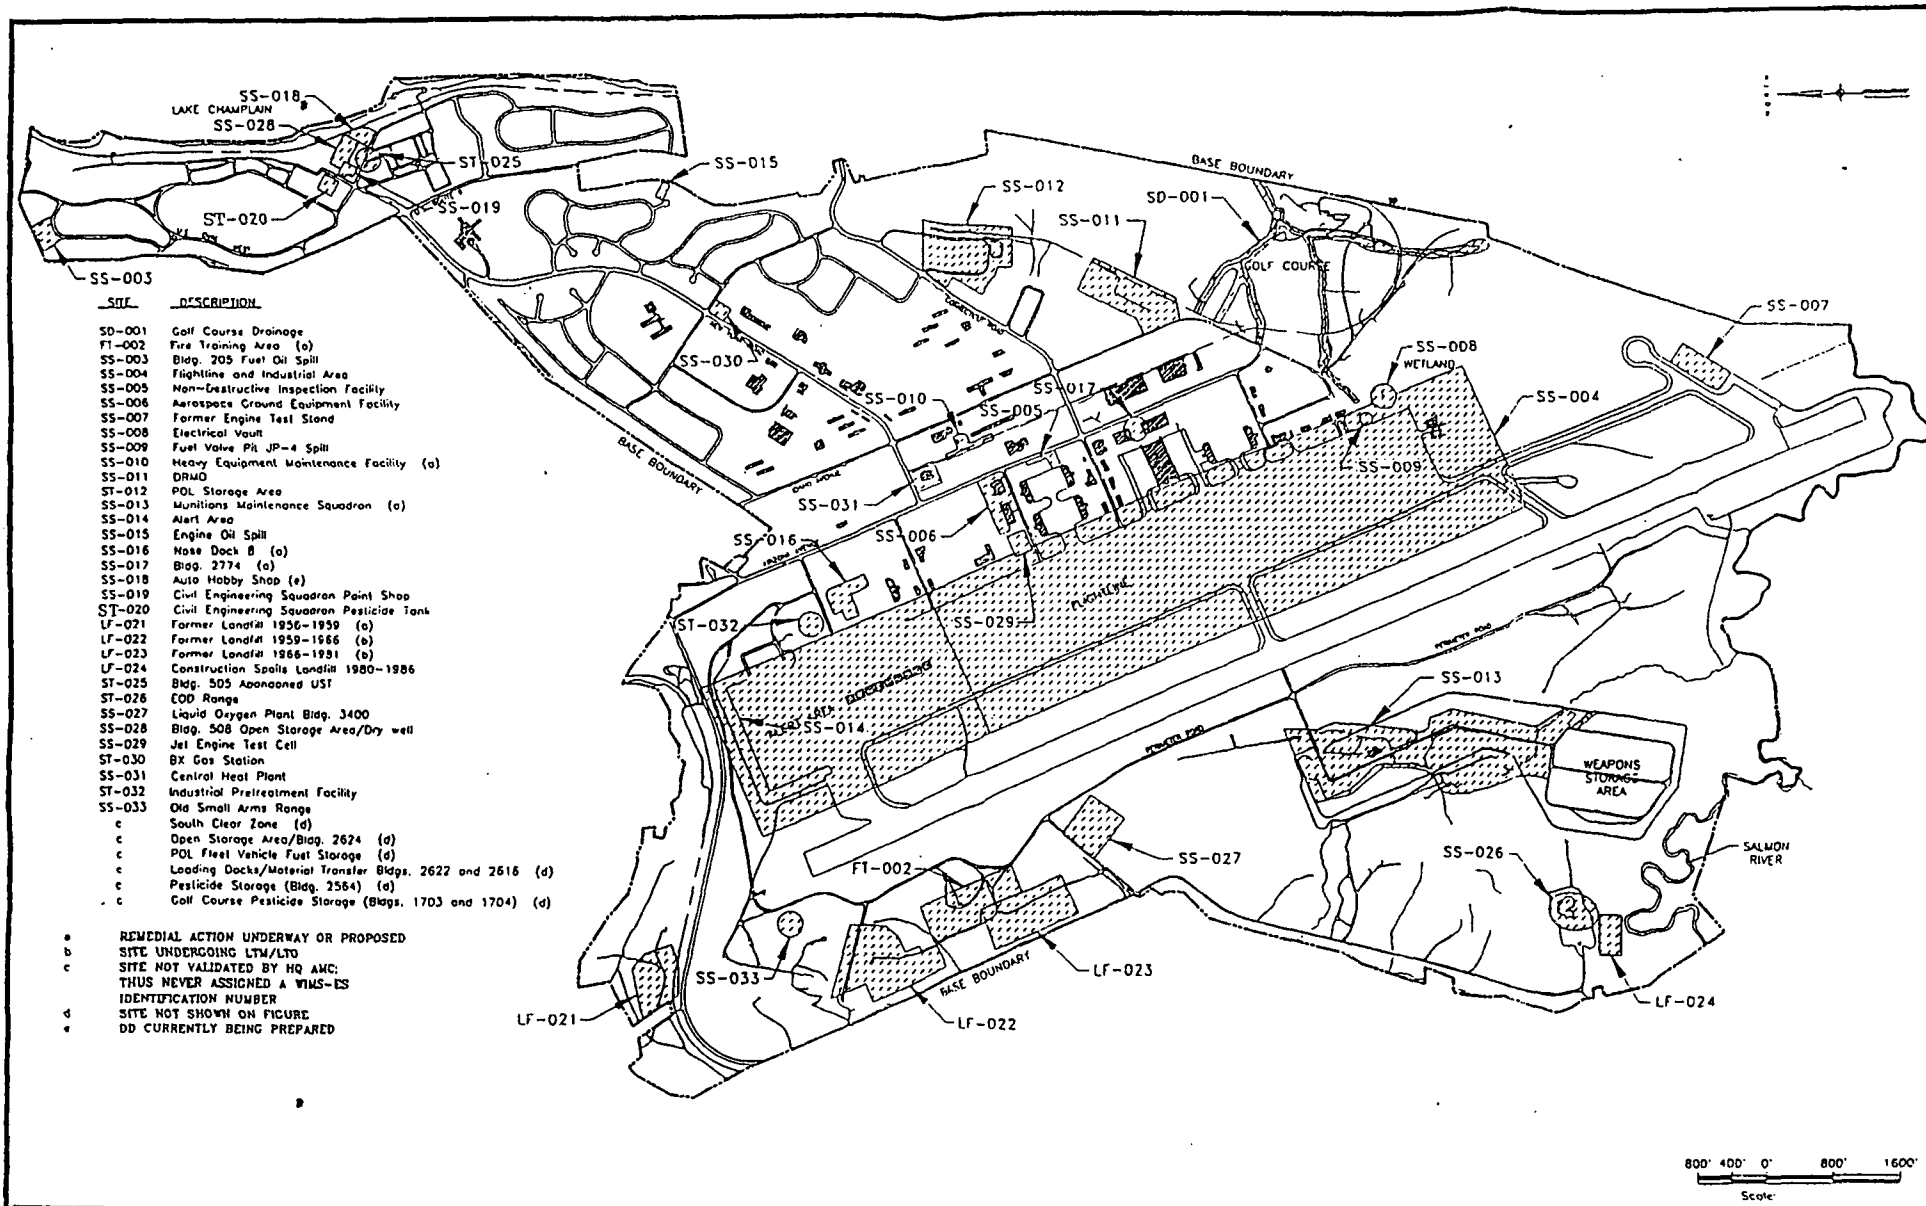 SS-018
LAKE CHAMPLAIN
SS-028
ST-025
SS-015
ST-020
SS-019
SS-003
SS-012
SS-011
SD-001
BASE BOUNDARY
GOLF COURSE
SS-007
SS-030
SS-008
WETLAND
SS-017
SS-010
SS-005
SS-004
SS-009
BASE BOUNDARY
SS-031
SS-006
SS-016
ST-032
SS-029
FLIGHTLINE
ALERT AREA
SS-014
PERIMETER ROAD
PERIMETER ROAD
SS-013
WEAPONS
STORAGE
AREA
SALMON
RIVER
SS-026
SS-027
FT-002
SS-033
LF-023
BASE BOUNDARY
LF-021
LF-022
LF-024
SITE DESCRIPTION
SD-001 Golf Course Drainage
FT-002 Fire Training Area (a)
SS-003 Bldg. 205 Fuel Oil Spill
SS-004 Flightline and Industrial Area
SS-005 Non-Destructive Inspection Facility
SS-006 Aerospace Ground Equipment Facility
SS-007 Former Engine Test Stand
SS-008 Electrical Vault
SS-009 Fuel Valve Pit JP-4 Spill
SS-010 Heavy Equipment Maintenance Facility (a)
SS-011 DRMO
ST-012 POL Storage Area
SS-013 Munitions Maintenance Squadron (a)
SS-014 Alert Area
SS-015 Engine Oil Spill
SS-016 Nose Dock 8 (a)
SS-017 Bldg. 2774 (a)
SS-018 Auto Hobby Shop (e)
SS-019 Civil Engineering Squadron Paint Shop
ST-020 Civil Engineering Squadron Pesticide Tank
LF-021 Former Landfill 1956-1959 (a)
LF-022 Former Landfill 1959-1966 (b)
LF-023 Former Landfill 1966-1981 (b)
LF-024 Construction Spoils Landfill 1980-1986
ST-025 Bldg. 505 Abandoned UST
ST-026 EOD Range
SS-027 Liquid Oxygen Plant Bldg. 3400
SS-028 Bldg. 508 Open Storage Area/Dry well
SS-029 Jet Engine Test Cell
ST-030 BX Gas Station
SS-031 Central Heat Plant
ST-032 Industrial Pretreatment Facility
SS-033 Old Small Arms Range
c South Clear Zone (d)
c Open Storage Area/Bldg. 2624 (d)
c POL Fleet Vehicle Fuel Storage (d)
c Loading Docks/Material Transfer Bldgs. 2622 and 2616 (d)
c Pesticide Storage (Bldg. 2564) (d)
c Golf Course Pesticide Storage (Bldgs. 1703 and 1704) (d)
a REMEDIAL ACTION UNDERWAY OR PROPOSED
b SITE UNDERGOING LTM/LTO
c SITE NOT VALIDATED BY HQ AMC;
THUS NEVER ASSIGNED A WIMS-ES
IDENTIFICATION NUMBER
d SITE NOT SHOWN ON FIGURE
e DD CURRENTLY BEING PREPARED
800' 400' 0' 800' 1600'
Scale